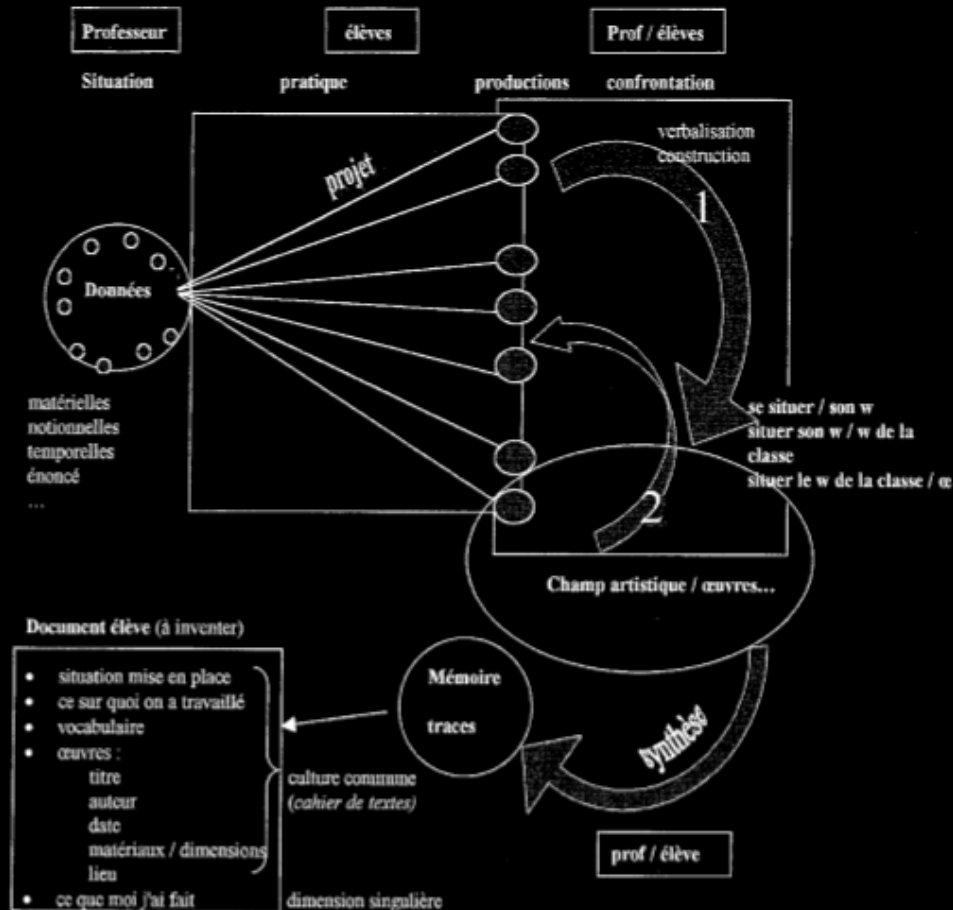 Professeur
élèves
Prof / élèves
Situation
pratique
productions
confrontation
verbalisation
construction
projet
1
Données
matérielles
notionnelles
temporelles
énoncé
...
se situer / son w
situer son w / w de la
classe
situer le w de la classe / œ
2
Champ artistique / œuvres...
Document élève (à inventer)
• situation mise en place
• ce sur quoi on a travaillé
• vocabulaire
• œuvres :
titre
auteur
date
matériaux / dimensions
lieu
• ce que moi j'ai fait
culture commune
(cahier de textes)
dimension singulière
Mémoire
traces
synthèse
prof / élève